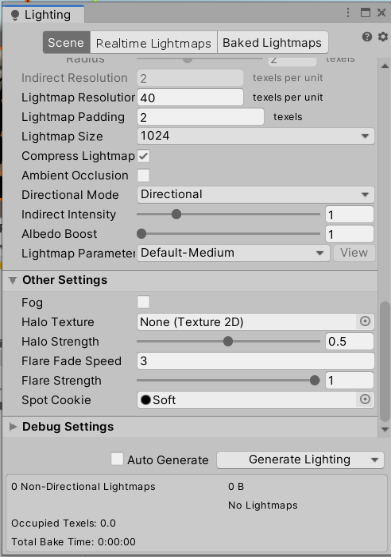 Lighting
Scene Realtime Lightmaps Baked Lightmaps
Radius 2 texels
Indirect Resolution 2 texels per unit
Lightmap Resolution 40 texels per unit
Lightmap Padding 2 texels
Lightmap Size 1024
Compress Lightmap
Ambient Occlusion
Directional Mode Directional
Indirect Intensity 1
Albedo Boost 1
Lightmap Parameter Default-Medium View
Other Settings
Fog
Halo Texture None (Texture 2D)
Halo Strength 0.5
Flare Fade Speed 3
Flare Strength 1
Spot Cookie Soft
Debug Settings
Auto Generate Generate Lighting
0 Non-Directional Lightmaps 0 B
No Lightmaps
Occupied Texels: 0.0
Total Bake Time: 0:00:00